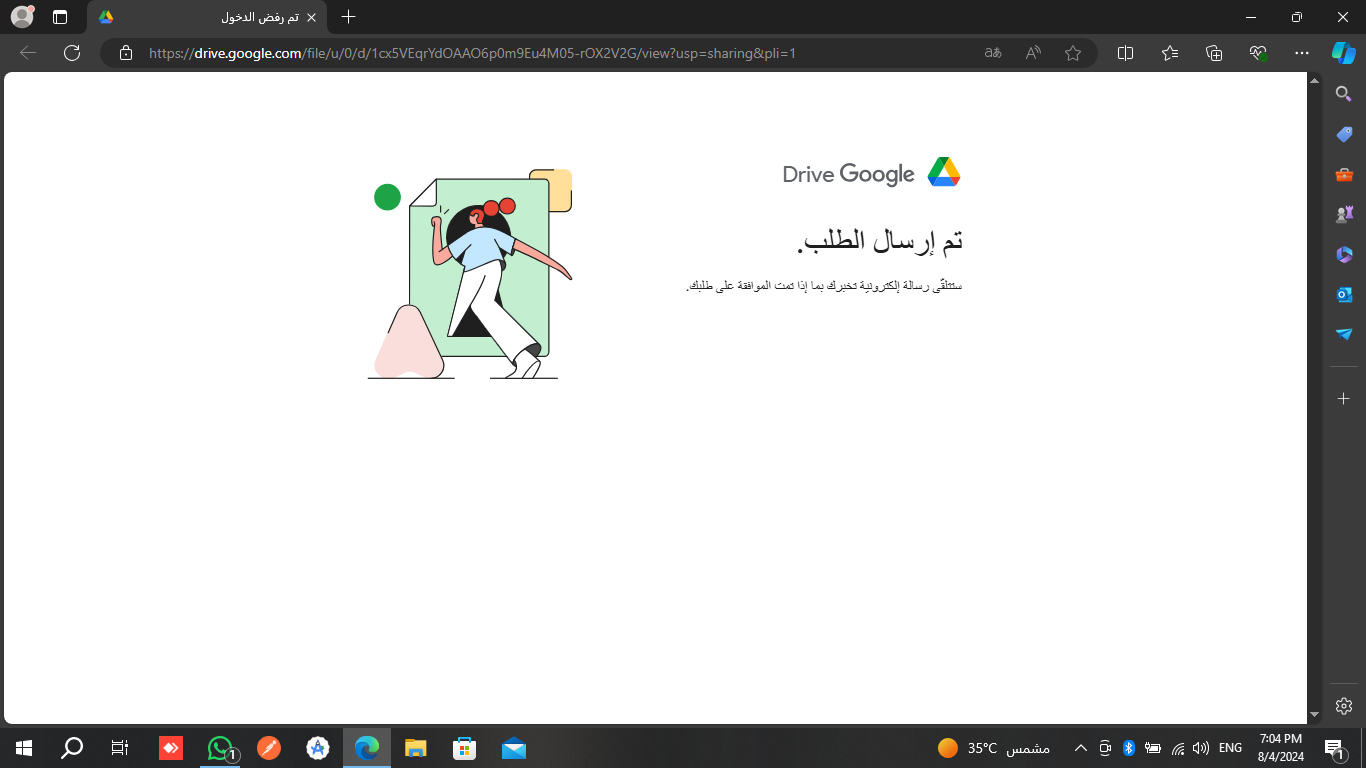 تم رفض الدخول
https://drive.google.com/file/u/0/d/1cx5VEqrYdOAAO6p0m9Eu4M05-rOX2V2G/view?usp=sharing&pli=1
Drive Google
تم إرسال الطلب.
ستتلقّى رسالة إلكترونية تخبرك بما إذا تمت الموافقة على طلبك.
1
35°C مشمس
ENG
7:04 PM
8/4/2024
1